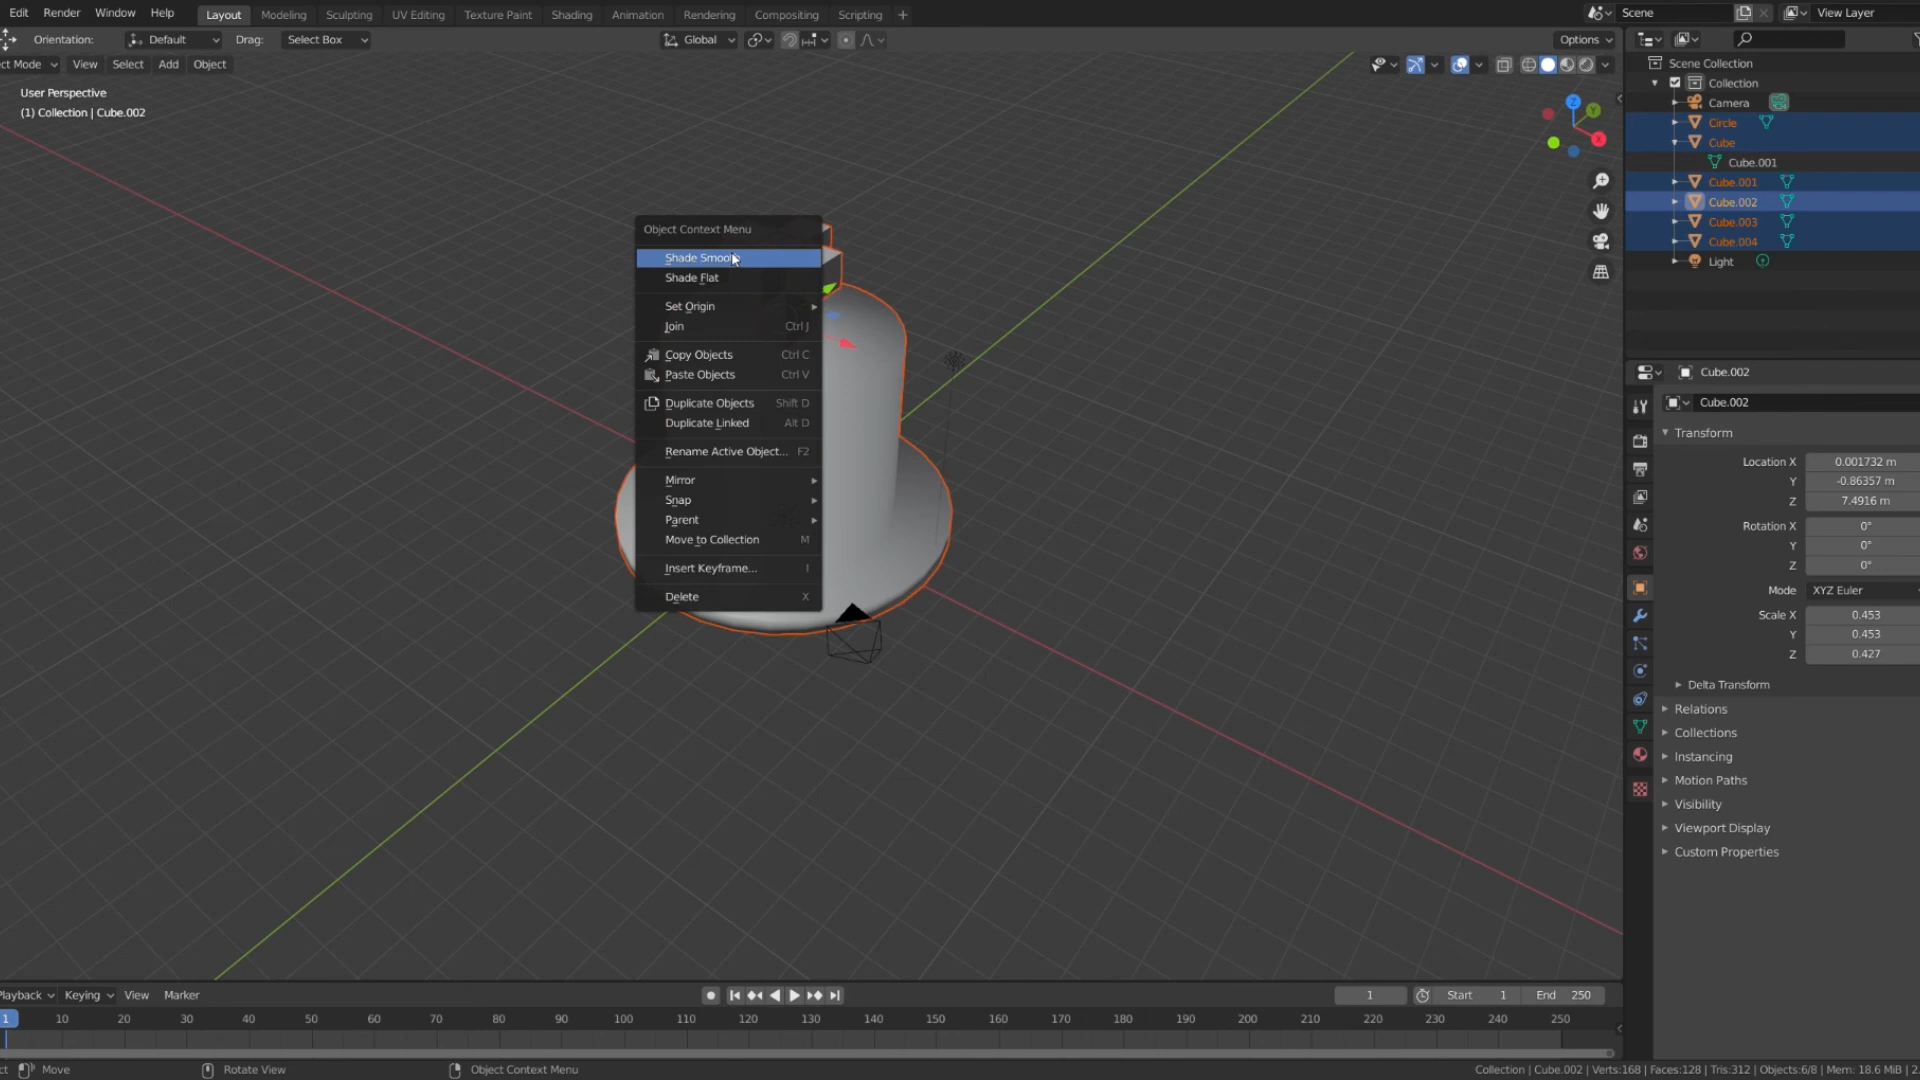 Edit Render Window Help Layout Modeling Sculpting UV Editing Texture Paint Shading Animation Rendering Compositing Scripting + Scene View Layer
Orientation: Default Drag: Select Box Global Options
ct Mode View Select Add Object
User Perspective
(1) Collection | Cube.002
Object Context Menu
Shade Smooth
Shade Flat
Set Origin
Join Ctrl J
Copy Objects Ctrl C
Paste Objects Ctrl V
Duplicate Objects Shift D
Duplicate Linked Alt D
Rename Active Object... F2
Mirror
Snap
Parent
Move to Collection M
Insert Keyframe... I
Delete X
Z
Y
X
Scene Collection
Collection
Camera
Circle
Cube
Cube.001
Cube.001
Cube.002
Cube.003
Cube.004
Light
Cube.002
Cube.002
Transform
Location X 0.001732 m
Y -0.86357 m
Z 7.4916 m
Rotation X 0°
Y 0°
Z 0°
Mode XYZ Euler
Scale X 0.453
Y 0.453
Z 0.427
Delta Transform
Relations
Collections
Instancing
Motion Paths
Visibility
Viewport Display
Custom Properties
Playback Keying View Marker 1 Start 1 End 250
1 10 20 30 40 50 60 70 80 90 100 110 120 130 140 150 160 170 180 190 200 210 220 230 240 250
ct Move Rotate View Object Context Menu Collection | Cube.002 | Verts:168 | Faces:128 | Tris:312 | Objects:6/8 | Mem: 18.6 MiB | 2.